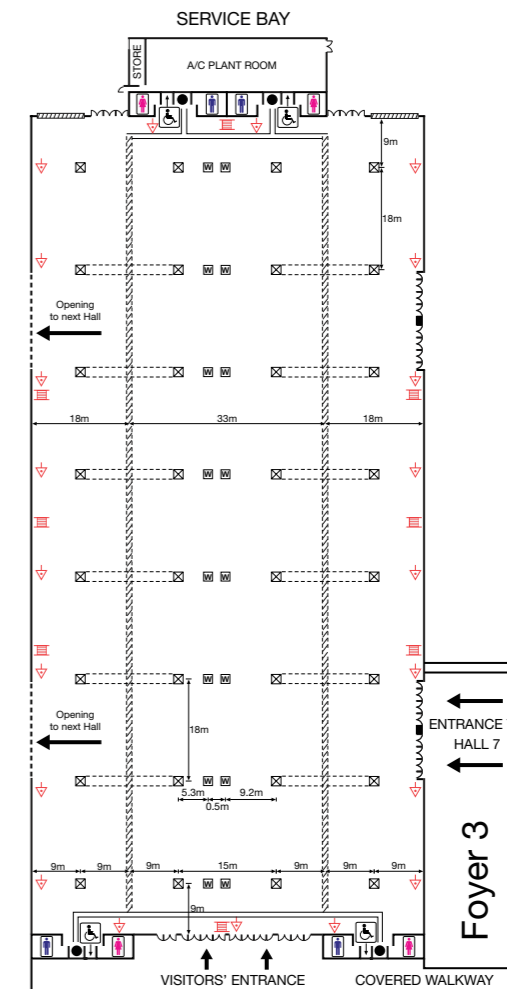 SERVICE BAY
STORE
A/C PLANT ROOM
9m
W W
18m
W W
Opening
to next Hall
W W
18m 33m 18m
W W
W W
W W
Opening
to next Hall
18m
ENTRANCE
HALL 7
W W
5.3m 9.2m
0.5m
Foyer 3
9m 9m 9m 15m 9m 9m
W W
9m
VISITORS' ENTRANCE
COVERED WALKWAY